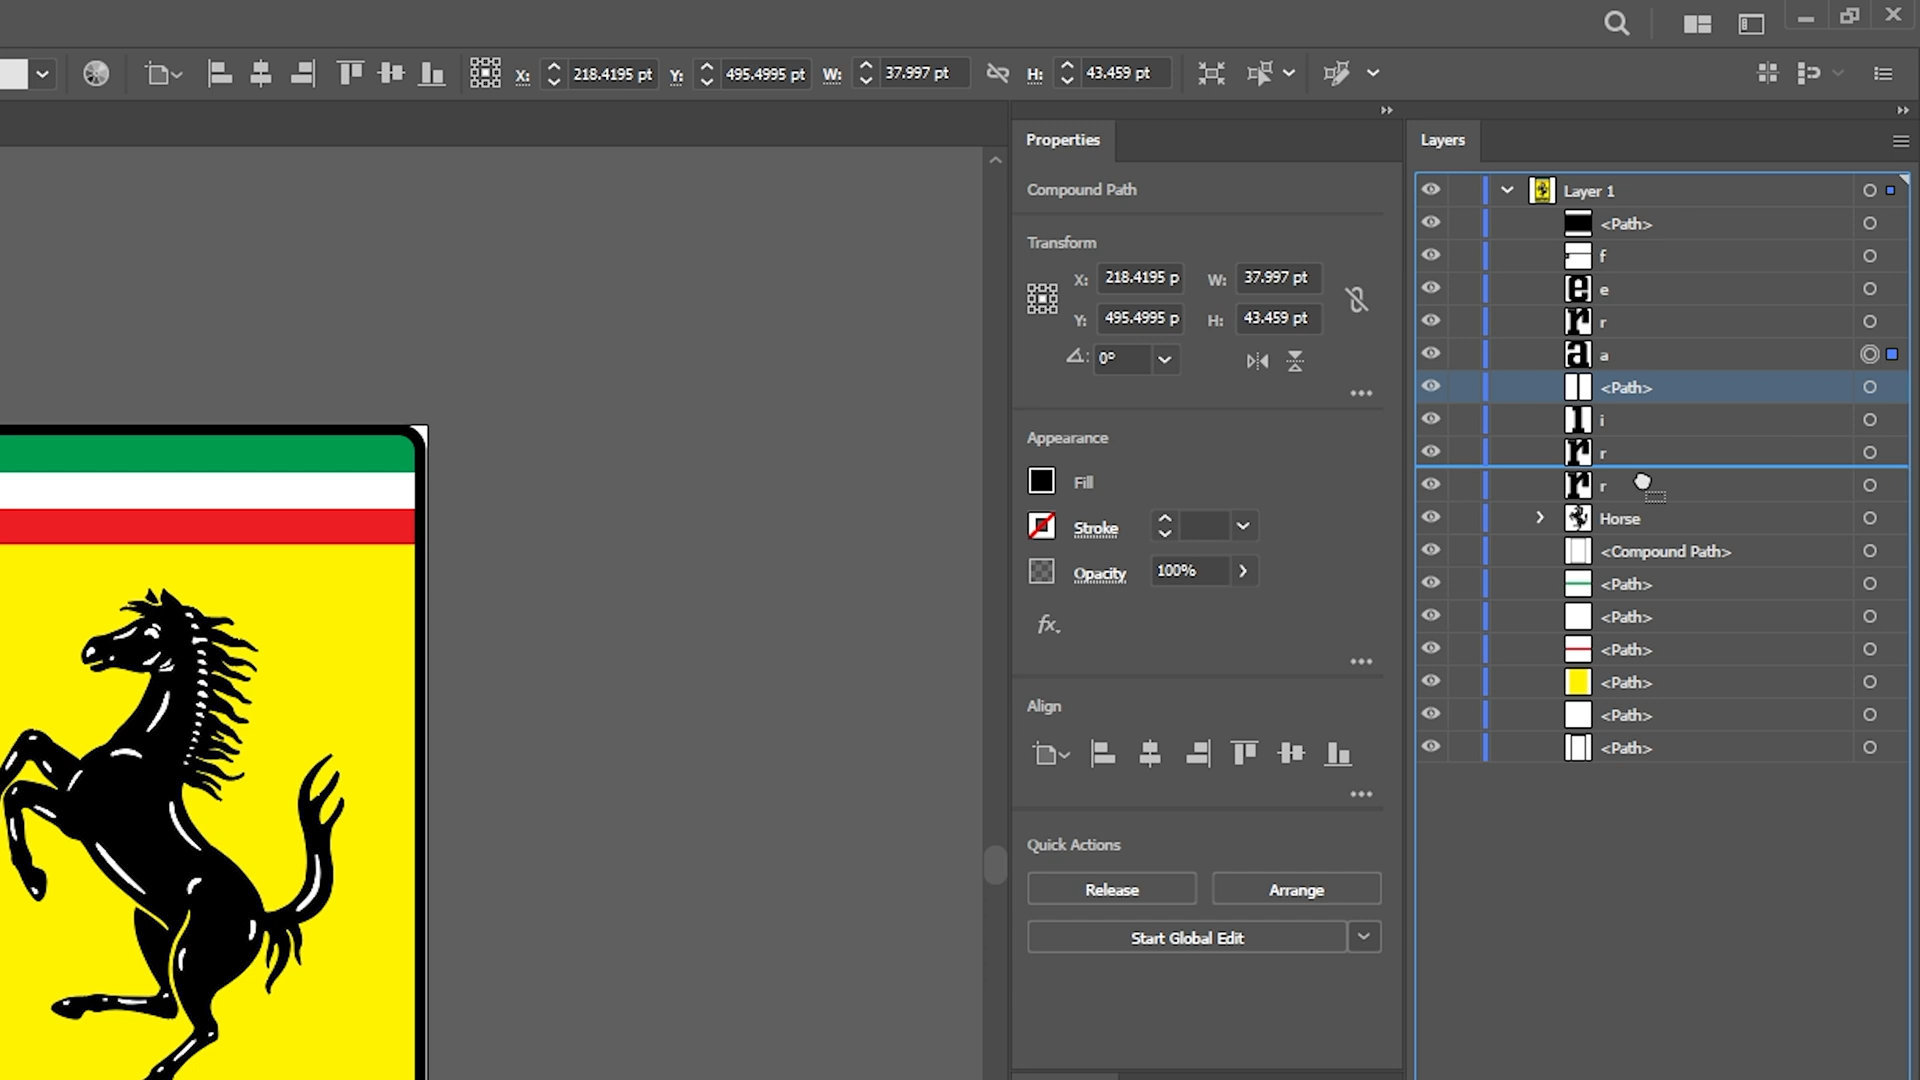 X: 218.4195 pt Y: 495.4995 pt W: 37.997 pt H: 43.459 pt
Properties
Compound Path
Transform
X: 218.4195 p W: 37.997 pt
Y: 495.4995 p H: 43.459 pt
0°
Appearance
Fill
Stroke
Opacity 100%
fx.
Align
Quick Actions
Release Arrange
Start Global Edit
Layers
Layer 1
<Path>
f
e
r
a
<Path>
i
r
r
Horse
<Compound Path>
<Path>
<Path>
<Path>
<Path>
<Path>
<Path>